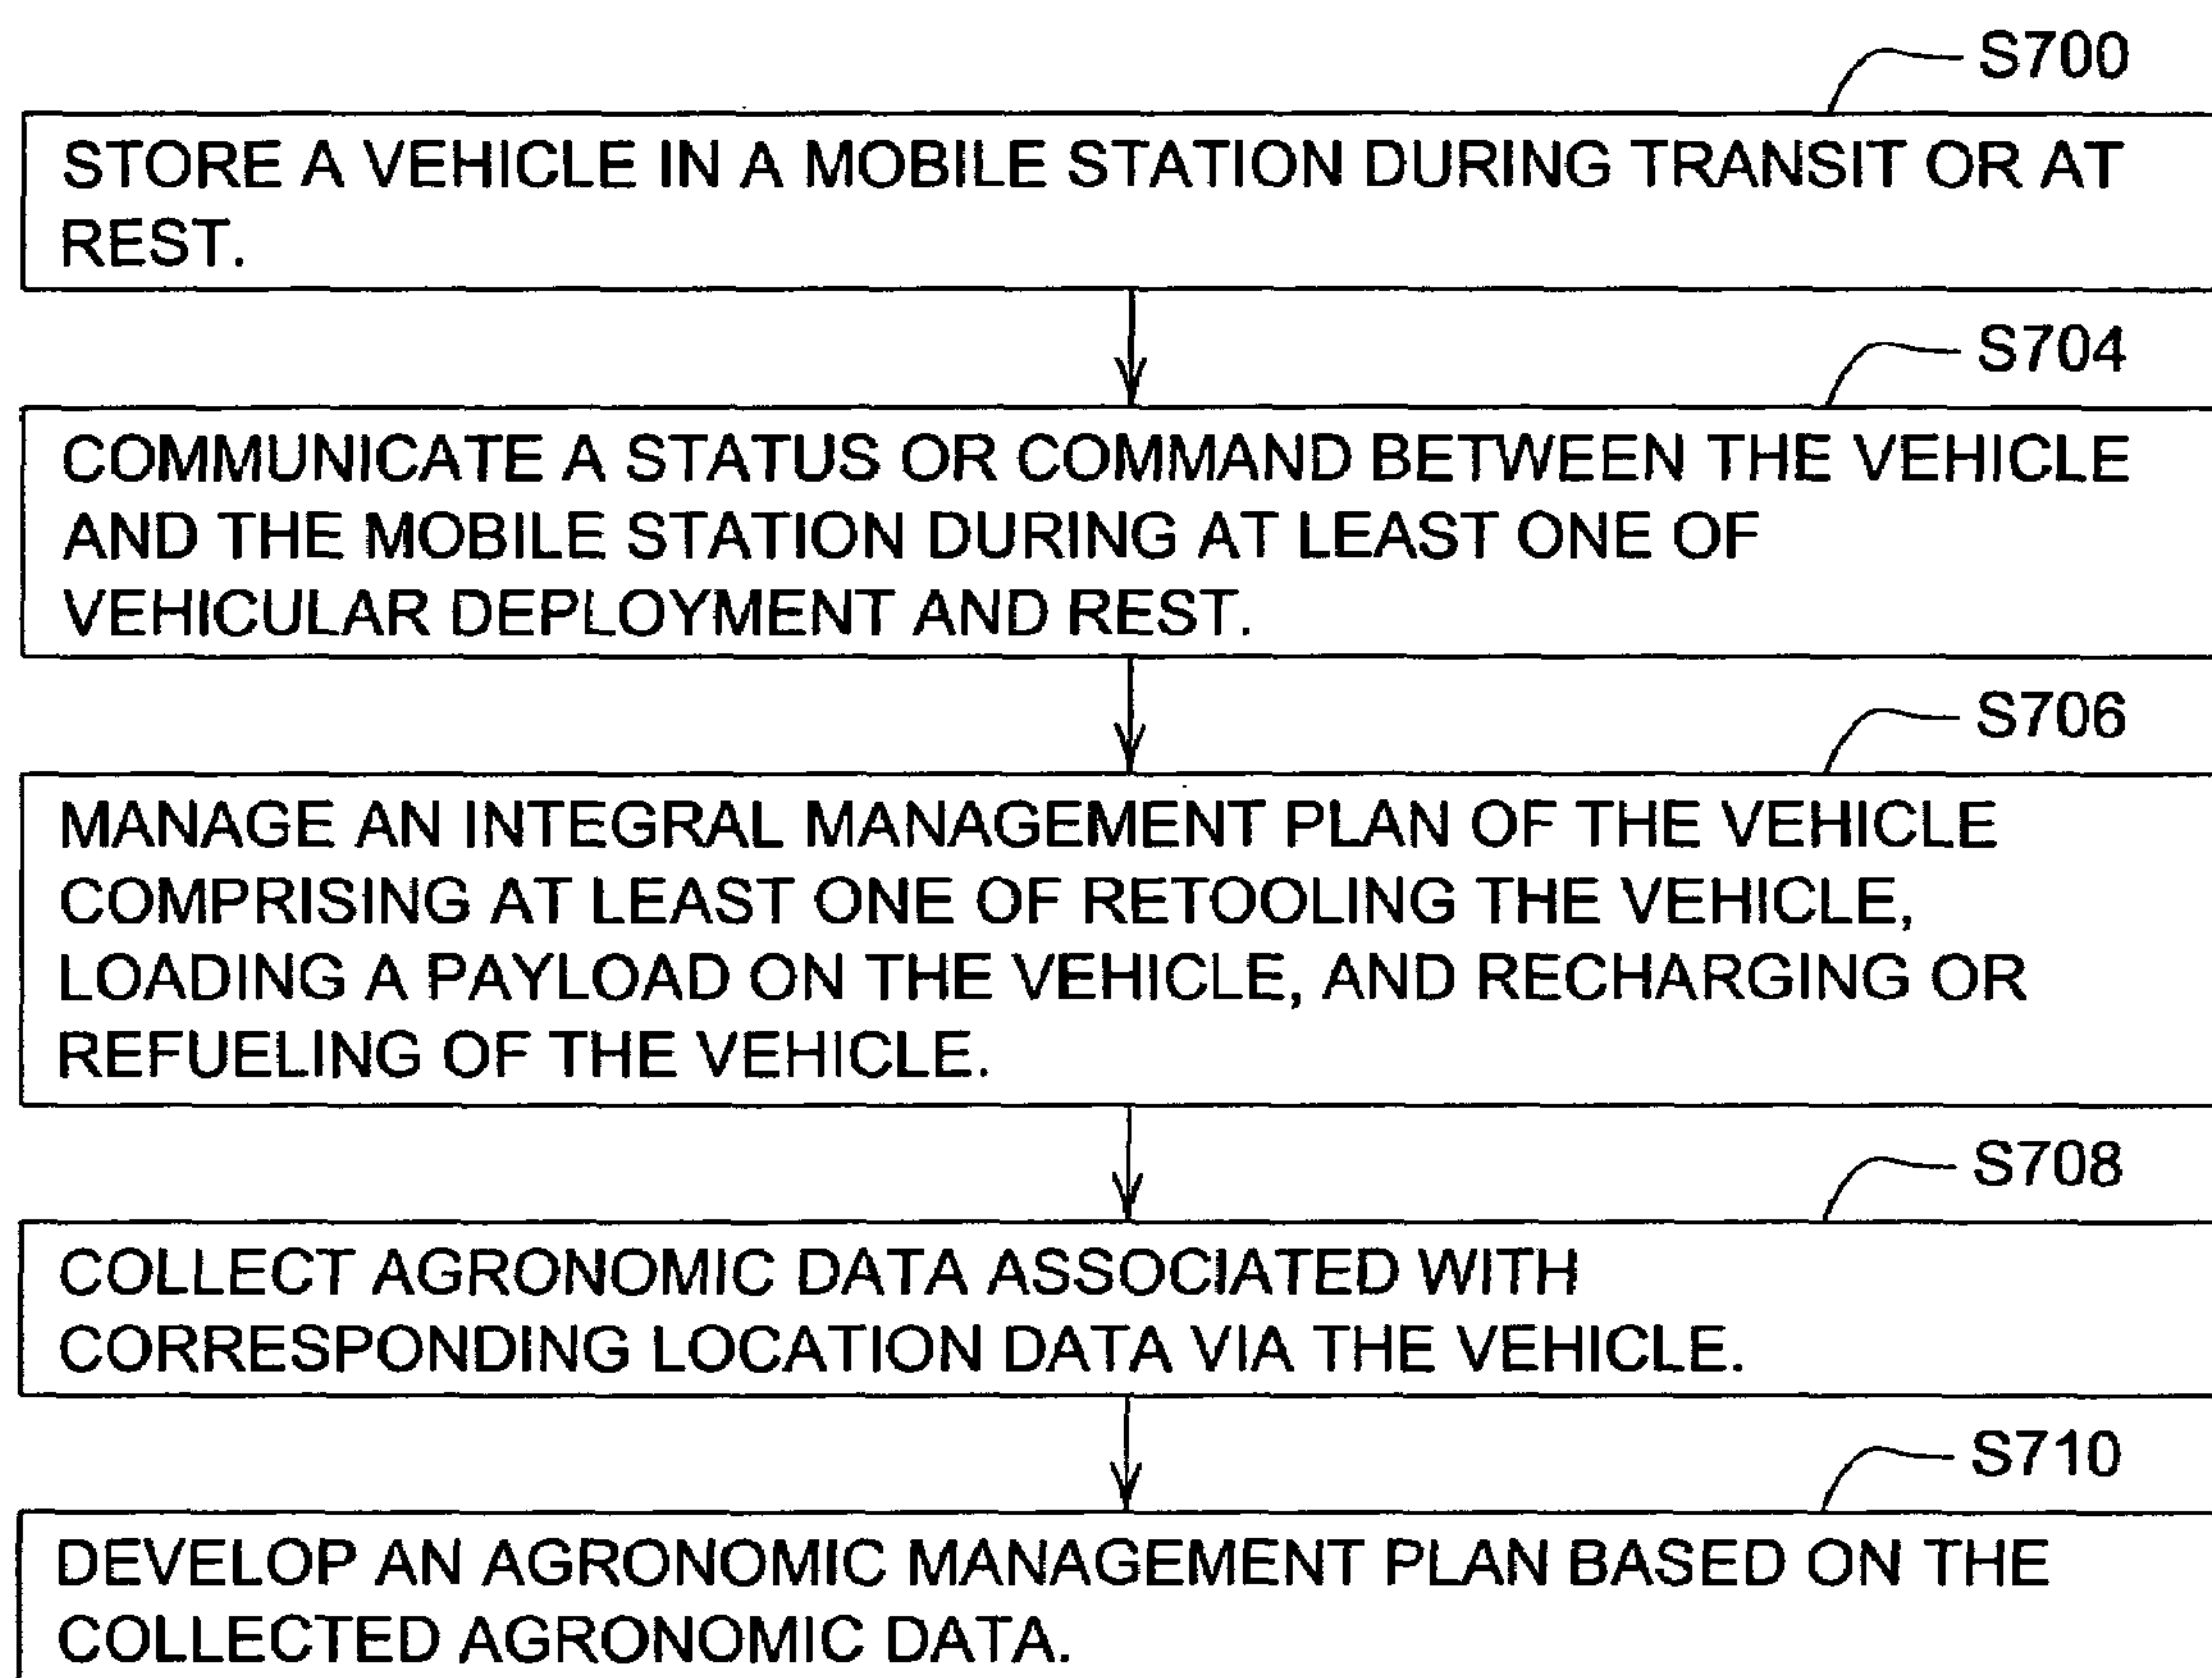 S700
STORE A VEHICLE IN A MOBILE STATION DURING TRANSIT OR AT
REST.
S704
COMMUNICATE A STATUS OR COMMAND BETWEEN THE VEHICLE
AND THE MOBILE STATION DURING AT LEAST ONE OF
VEHICULAR DEPLOYMENT AND REST.
S706
MANAGE AN INTEGRAL MANAGEMENT PLAN OF THE VEHICLE
COMPRISING AT LEAST ONE OF RETOOLING THE VEHICLE,
LOADING A PAYLOAD ON THE VEHICLE, AND RECHARGING OR
REFUELING OF THE VEHICLE.
S708
COLLECT AGRONOMIC DATA ASSOCIATED WITH
CORRESPONDING LOCATION DATA VIA THE VEHICLE.
S710
DEVELOP AN AGRONOMIC MANAGEMENT PLAN BASED ON THE
COLLECTED AGRONOMIC DATA.